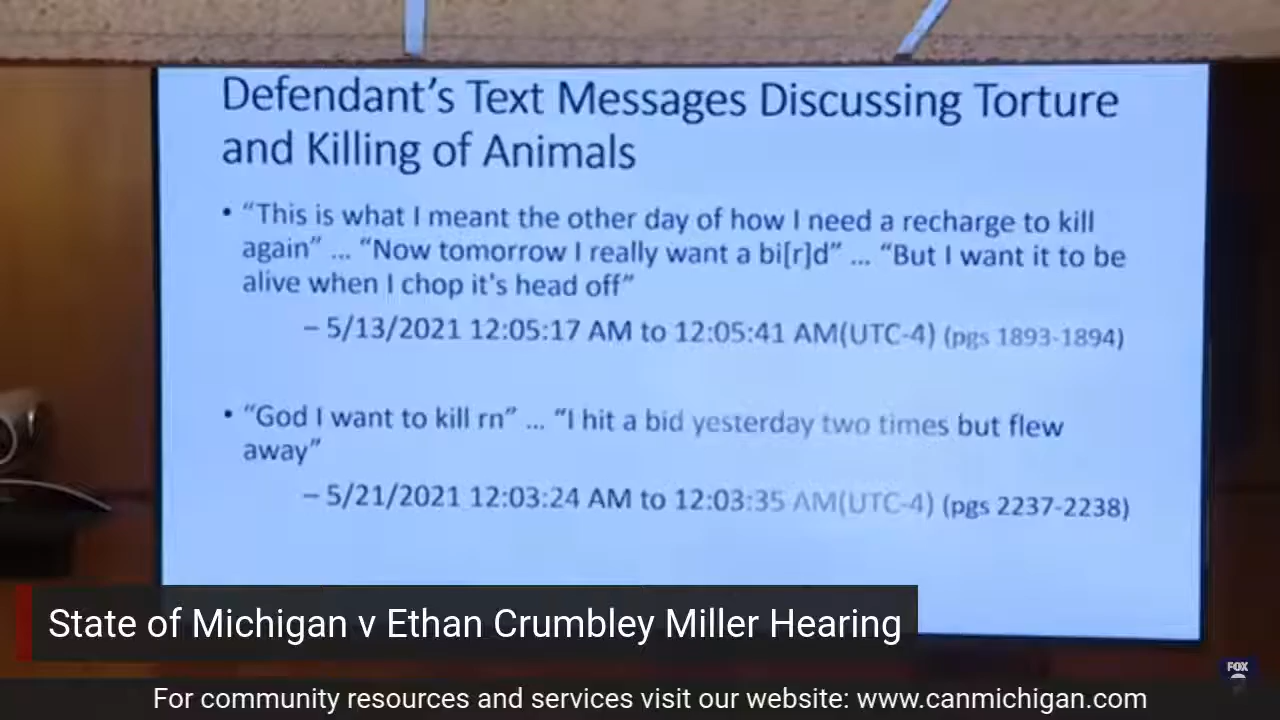 Defendant's Text Messages Discussing Torture
and Killing of Animals
• "This is what I meant the other day of how I need a recharge to kill
again" ... "Now tomorrow I really want a bi[r]d" ... "But I want it to be
alive when I chop it's head off"
– 5/13/2021 12:05:17 AM to 12:05:41 AM(UTC-4) (pgs 1893-1894)
• "God I want to kill rn" ... "I hit a bid yesterday two times but flew
away"
– 5/21/2021 12:03:24 AM to 12:03:35 AM(UTC-4) (pgs 2237-2238)
State of Michigan v Ethan Crumbley Miller Hearing
FOX
For community resources and services visit our website: www.canmichigan.com